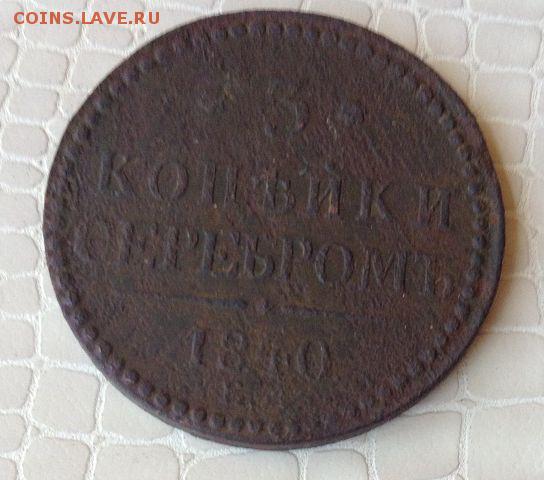 COINS.LAVE.RU
3
КОПѢЙКИ
СЕРЕБРОМЪ
1840